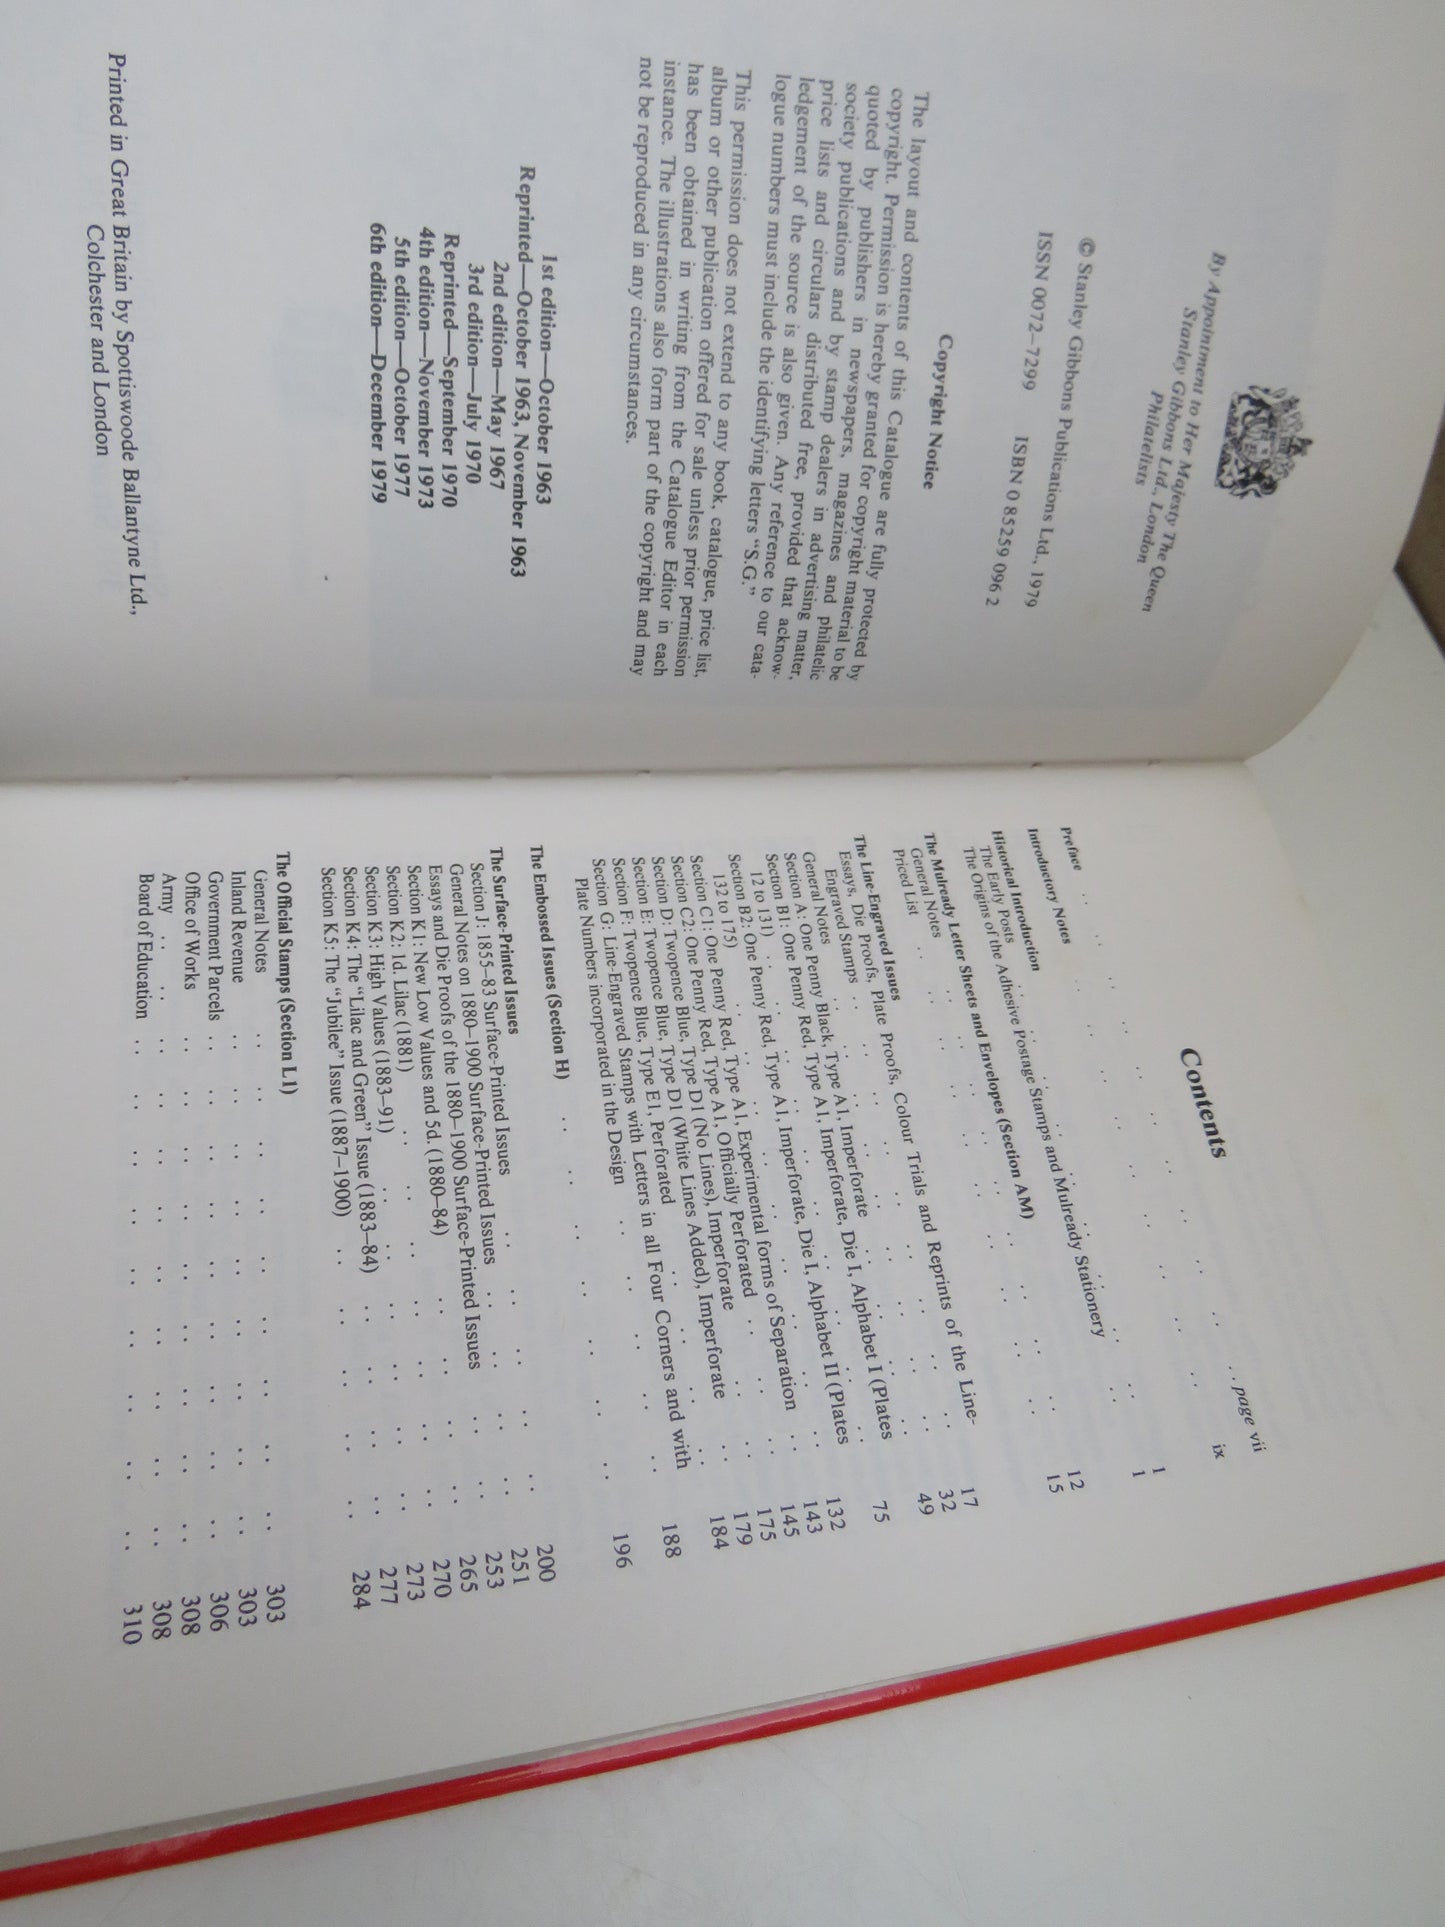 By Appointment to Her Majesty The Queen
Stanley Gibbons Ltd., London
Philatelists
© Stanley Gibbons Publications Ltd., 1979
ISSN 0072–7299 ISBN 0 85259 096 2
Copyright Notice
The layout and contents of this Catalogue are fully protected by
copyright. Permission is hereby granted for copyright material to be
quoted by publishers in newspapers, magazines and philatelic
society publications and by stamp dealers in advertising matter,
price lists and circulars distributed free, provided that acknow-
ledgement of the source is also given. Any reference to our cata-
logue numbers must include the identifying letters “S.G.”
This permission does not extend to any book, catalogue, price list,
album or other publication offered for sale unless prior permission
has been obtained in writing from the Catalogue Editor in each
instance. The illustrations also form part of the copyright and may
not be reproduced in any circumstances.
1st edition—October 1963
Reprinted—October 1963, November 1963
2nd edition—May 1967
3rd edition—July 1970
Reprinted—September 1970
4th edition—November 1973
5th edition—October 1977
6th edition—December 1979
Printed in Great Britain by Spottiswoode Ballantyne Ltd.,
Colchester and London
Contents
Preface . . page vii
Introductory Notes ix
Historical Introduction
The Early Posts 1
The Origins of the Adhesive Postage Stamps and Mulready Stationery 1
The Mulready Letter Sheets and Envelopes (Section AM)
General Notes 12
Priced List 15
The Line-Engraved Issues
Essays, Die Proofs, Plate Proofs, Colour Trials and Reprints of the Line-
Engraved Stamps 17
General Notes 32
Section A: One Penny Black, Type A1, Imperforate 49
Section B1: One Penny Red, Type A1, Imperforate, Die I, Alphabet I (Plates
12 to 131) 75
Section B2: One Penny Red, Type A1, Imperforate, Die I, Alphabet II (Plates
132 to 175) 132
Section C1: One Penny Red, Type A1, Experimental forms of Separation 143
Section C2: One Penny Red, Type A1, Officially Perforated 145
Section D: Twopence Blue, Type D1 (No Lines), Imperforate 175
Section E: Twopence Blue, Type D1 (White Lines Added), Imperforate 179
Section F: Twopence Blue, Type E1, Perforated 184
Section G: Line-Engraved Stamps with Letters in all Four Corners and with
Plate Numbers incorporated in the Design 188
The Embossed Issues (Section H) 196
The Surface-Printed Issues
Section J: 1855–83 Surface-Printed Issues 200
General Notes on 1880–1900 Surface-Printed Issues 251
Essays and Die Proofs of the 1880–1900 Surface-Printed Issues 253
Section K1: New Low Values and 5d. (1880–84) 265
Section K2: 1d. Lilac (1881) 270
Section K3: High Values (1883–91) 273
Section K4: The “Lilac and Green” Issue (1883–84) 277
Section K5: The “Jubilee” Issue (1887–1900) 284
The Official Stamps (Section L1)
General Notes 303
Inland Revenue 303
Government Parcels 306
Office of Works 308
Army 308
Board of Education 310